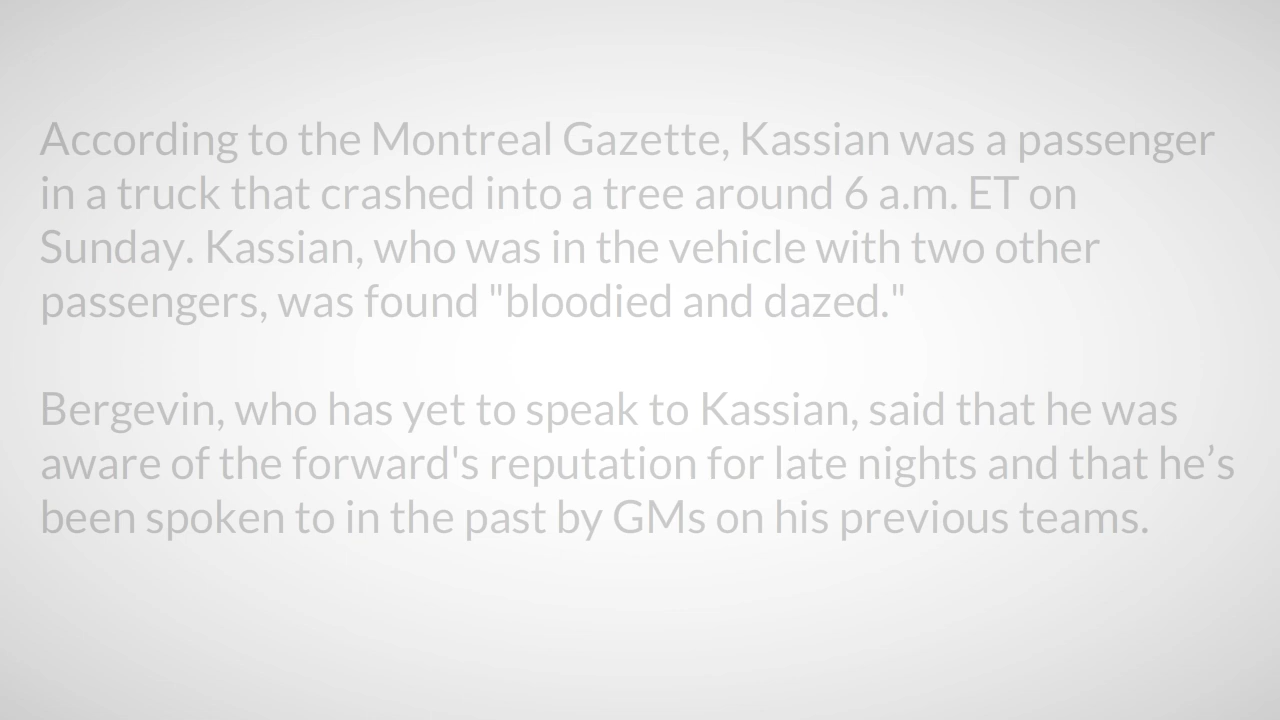 According to the Montreal Gazette, Kassian was a passenger
in a truck that crashed into a tree around 6 a.m. ET on
Sunday. Kassian, who was in the vehicle with two other
passengers, was found "bloodied and dazed."
Bergevin, who has yet to speak to Kassian, said that he was
aware of the forward's reputation for late nights and that he’s
been spoken to in the past by GMs on his previous teams.